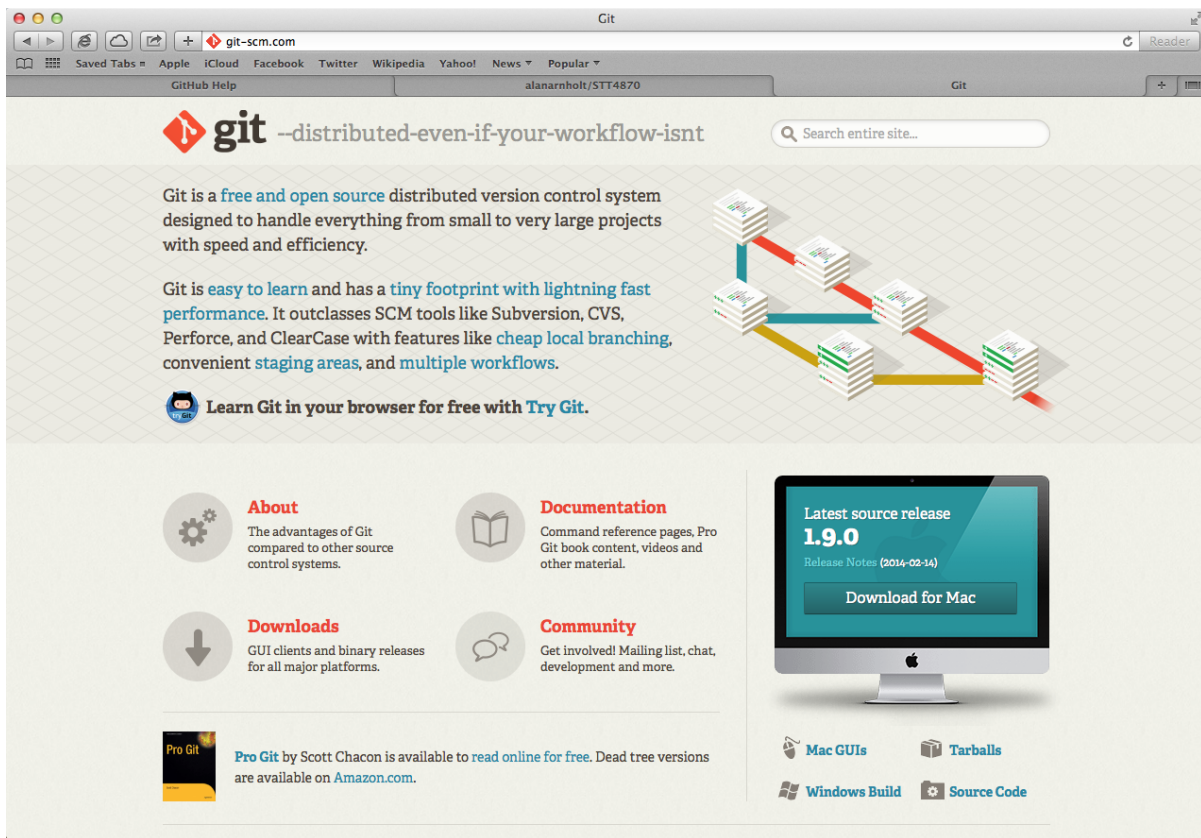 Git
git-scm.com
Reader
Saved Tabs Apple iCloud Facebook Twitter Wikipedia Yahoo! News Popular
GitHub Help alanarnholt/STT4870 Git
git --distributed-even-if-your-workflow-isnt
Search entire site...
Git is a free and open source distributed version control system
designed to handle everything from small to very large projects
with speed and efficiency.
Git is easy to learn and has a tiny footprint with lightning fast
performance. It outclasses SCM tools like Subversion, CVS,
Perforce, and ClearCase with features like cheap local branching,
convenient staging areas, and multiple workflows.
Learn Git in your browser for free with Try Git.
About
The advantages of Git
compared to other source
control systems.
Documentation
Command reference pages, Pro
Git book content, videos and
other material.
Downloads
GUI clients and binary releases
for all major platforms.
Community
Get involved! Mailing list, chat,
development and more.
Latest source release
1.9.0
Release Notes (2014-02-14)
Download for Mac
Pro Git
Pro Git by Scott Chacon is available to read online for free. Dead tree versions
are available on Amazon.com.
Mac GUIs
Tarballs
Windows Build
Source Code